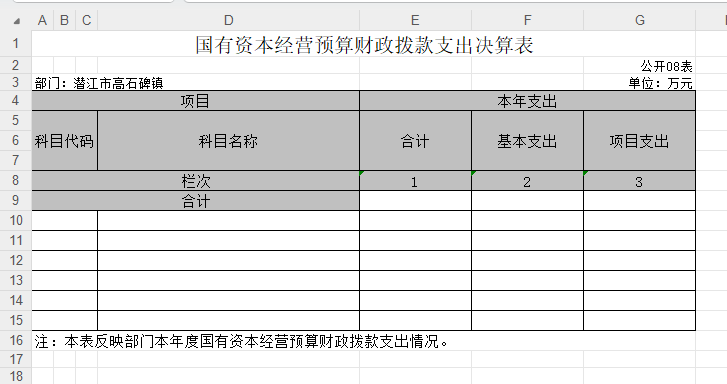 A B C D E F G
1 国有资本经营预算财政拨款支出决算表
2 公开08表
3 部门：潜江市高石碑镇 单位：万元
4 项目 本年支出
5
6 科目代码 科目名称 合计 基本支出 项目支出
7
8 栏次 1 2 3
9 合计
10
11
12
13
14
15
16 注：本表反映部门本年度国有资本经营预算财政拨款支出情况。
17
18